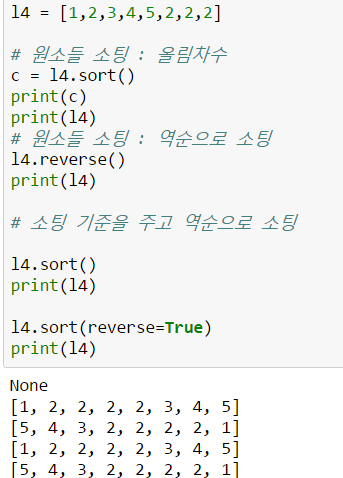 l4 = [1,2,3,4,5,2,2,2]
# 원소들 소팅 : 올림차수
c = l4.sort()
print(c)
print(l4)
# 원소들 소팅 : 역순으로 소팅
l4.reverse()
print(l4)
# 소팅 기준을 주고 역순으로 소팅
l4.sort()
print(l4)
l4.sort(reverse=True)
print(l4)
None
[1, 2, 2, 2, 2, 3, 4, 5]
[5, 4, 3, 2, 2, 2, 2, 1]
[1, 2, 2, 2, 2, 3, 4, 5]
[5, 4, 3, 2, 2, 2, 2, 1]